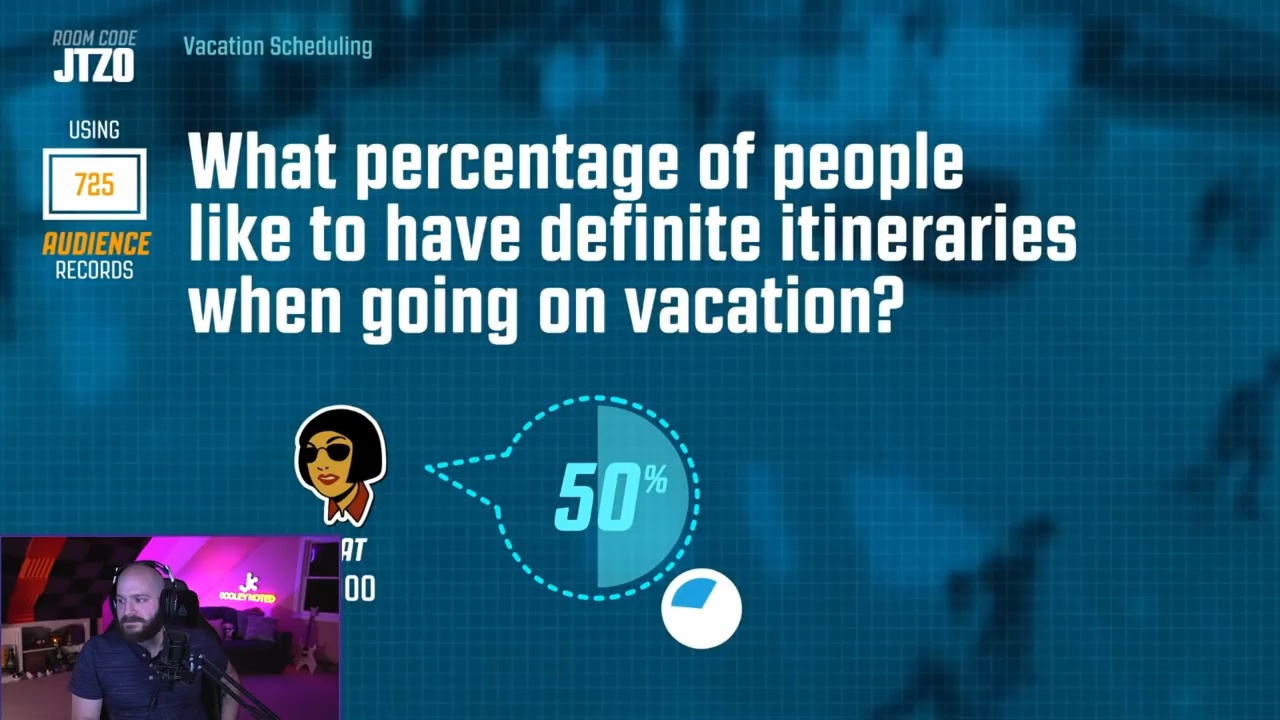 ROOM CODE
JTZO
Vacation Scheduling
USING
725
AUDIENCE
RECORDS
What percentage of people
like to have definite itineraries
when going on vacation?
50%
AT
00
DOOLEYNOTED